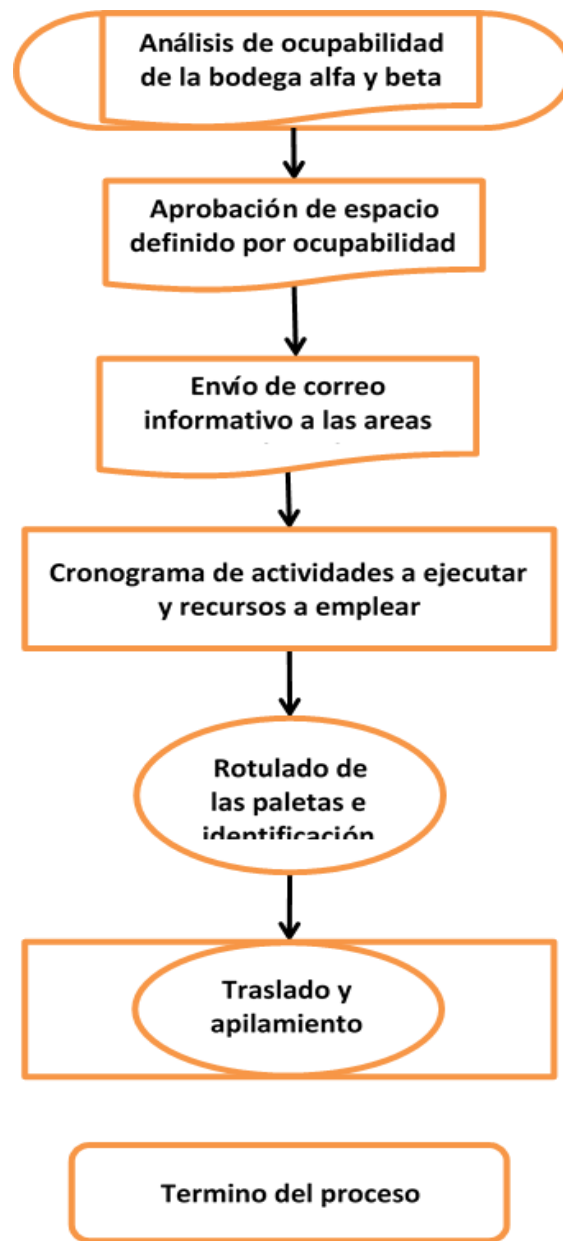 Análisis de ocupabilidad
de la bodega alfa y beta
Aprobación de espacio
definido por ocupabilidad
Envío de correo
informativo a las areas
Cronograma de actividades a ejecutar
y recursos a emplear
Rotulado de
las paletas e
identificación
Traslado y
apilamiento
Termino del proceso